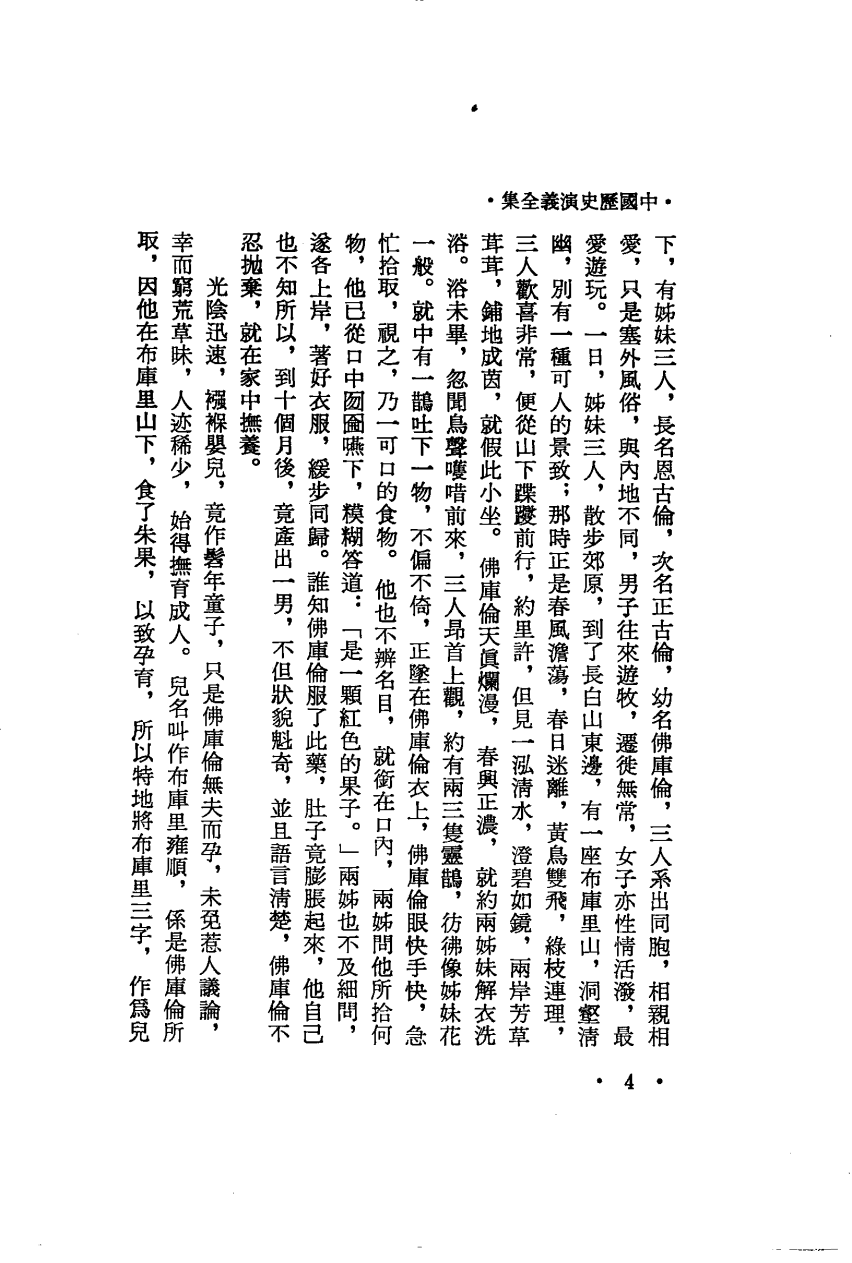 ·中國歷史演義全集·
下，有姊妹三人，長名恩古倫，次名正古倫，幼名佛庫倫，三人系出同胞，相親相
愛，只是塞外風俗，與內地不同，男子往來遊牧，遷徙無常，女子亦性情活潑，最
愛遊玩。一日，姊妹三人，散步郊原，到了長白山東邊，有一座布庫里山，洞壑清
幽，別有一種可人的景致；那時正是春風澹蕩，春日迷離，黃鳥雙飛，綠枝連理，
三人歡喜非常，便從山下蹀躞前行，約里許，但見一泓清水，澄碧如鏡，兩岸芳草
茸茸，鋪地成茵，就假此小坐。佛庫倫天眞爛漫，春興正濃，就約兩姊妹解衣洗
浴。浴未畢，忽聞鳥聲嚄唶前來，三人昂首上觀，約有兩三隻靈鵲，彷彿像姊妹花
一般。就中有一鵲吐下一物，不偏不倚，正墜在佛庫倫衣上，佛庫倫眼快手快，急
忙拾取，視之，乃一可口的食物。他也不辨名目，就銜在口內，兩姊問他所拾何
物，他已從口中囫圇嚥下，糢糊答道：「是一顆紅色的果子。」兩姊也不及細問，
遂各上岸，著好衣服，緩步同歸。誰知佛庫倫服了此藥，肚子竟膨脹起來，他自己
也不知所以，到十個月後，竟產出一男，不但狀貌魁奇，並且語言清楚，佛庫倫不
忍抛棄，就在家中撫養。
光陰迅速，襁褓嬰兒，竟作髫年童子，只是佛庫倫無夫而孕，未免惹人議論，
幸而窮荒草昧，人迹稀少，始得撫育成人。兒名叫作布庫里雍順，係是佛庫倫所
取，因他在布庫里山下，食了朱果，以致孕育，所以特地將布庫里三字，作爲兒
·4·